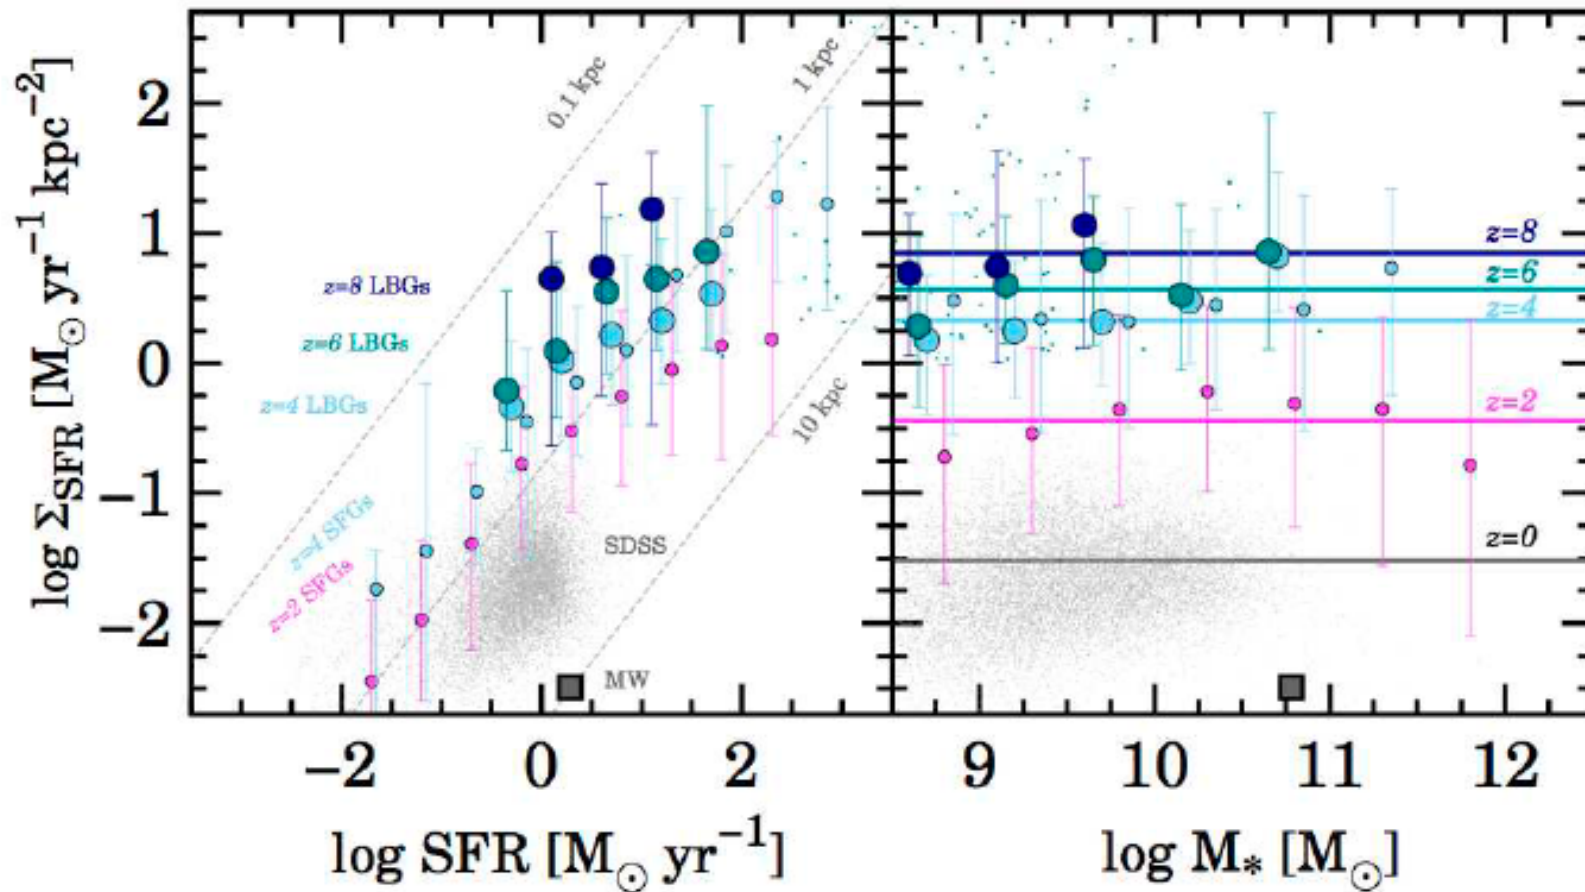 log Σ_SFR [M_⊙ yr⁻¹ kpc⁻²]
2
1
0
−1
−2
0.1 kpc
1 kpc
10 kpc
z=8 LBGs
z=6 LBGs
z=4 LBGs
z=4 SFGs
z=2 SFGs
SDSS
MW
−2 0 2
log SFR [M_⊙ yr⁻¹]
z=8
z=6
z=4
z=2
z=0
9 10 11 12
log M_* [M_⊙]